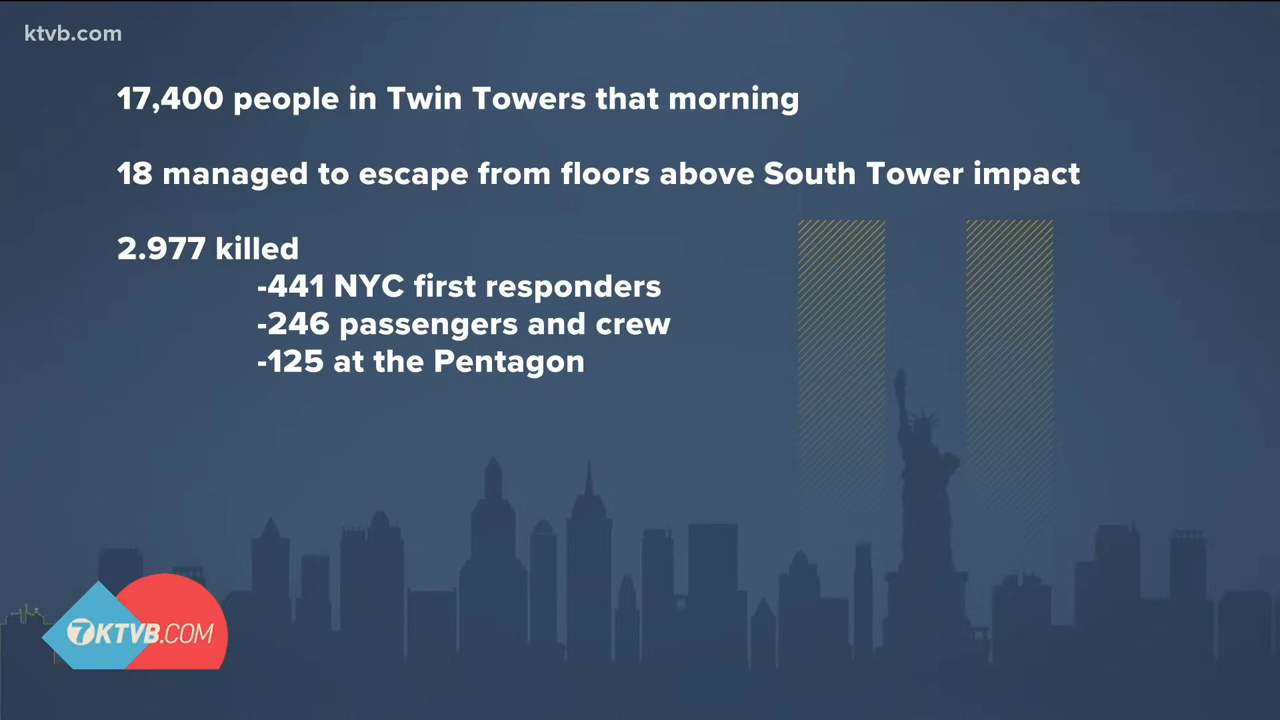 ktvb.com
17,400 people in Twin Towers that morning
18 managed to escape from floors above South Tower impact
2.977 killed
-441 NYC first responders
-246 passengers and crew
-125 at the Pentagon
7KTVB.COM